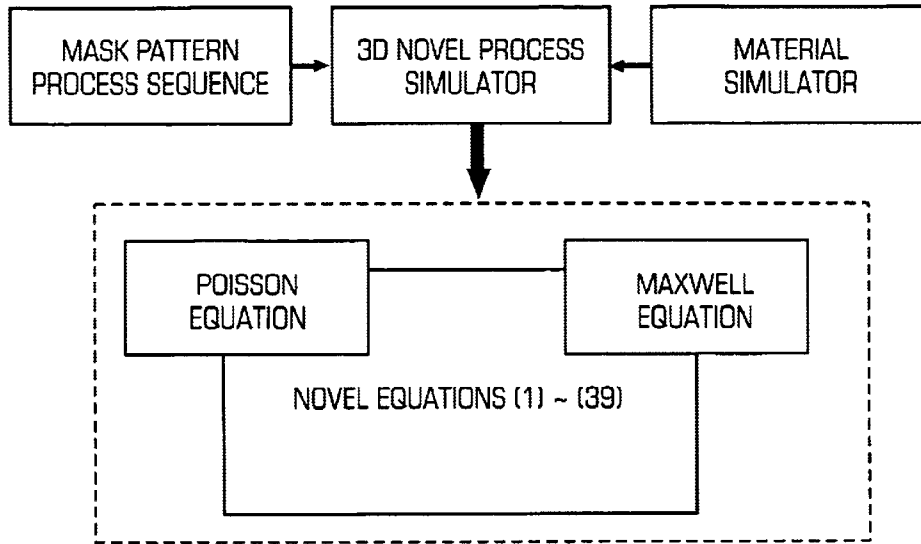 MASK PATTERN
PROCESS SEQUENCE
3D NOVEL PROCESS
SIMULATOR
MATERIAL
SIMULATOR
POISSON
EQUATION
MAXWELL
EQUATION
NOVEL EQUATIONS (1) ~ (39)